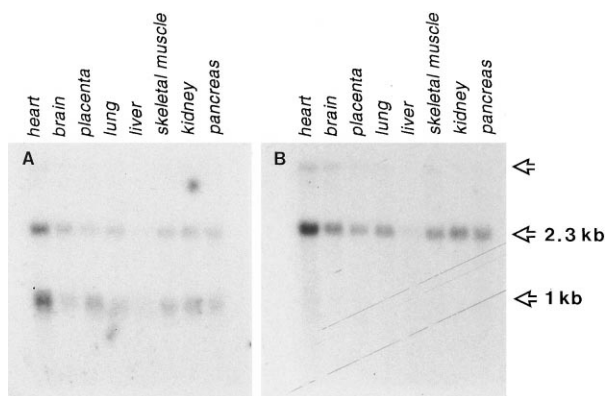 heart
brain
placenta
lung
liver
skeletal muscle
kidney
pancreas
heart
brain
placenta
lung
liver
skeletal muscle
kidney
pancreas
A
B
2.3 kb
1 kb